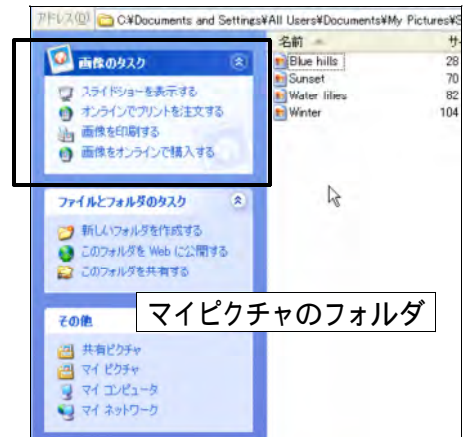 アドレス(D) C:¥Documents and Settings¥All Users¥Documents¥My Pictures¥S
名前 サ
Blue hills 28
Sunset 70
Water lilies 82
Winter 104
画像のタスク
スライドショーを表示する
オンラインでプリントを注文する
画像を印刷する
画像をオンラインで購入する
ファイルとフォルダのタスク
新しいフォルダを作成する
このフォルダを Web に公開する
このフォルダを共有する
マイピクチャのフォルダ
その他
共有ピクチャ
マイ ピクチャ
マイ コンピュータ
マイ ネットワーク